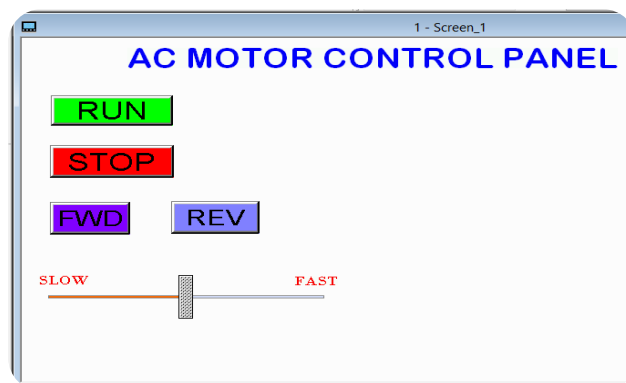 1 - Screen_1
AC MOTOR CONTROL PANEL
RUN
STOP
FWD REV
SLOW FAST